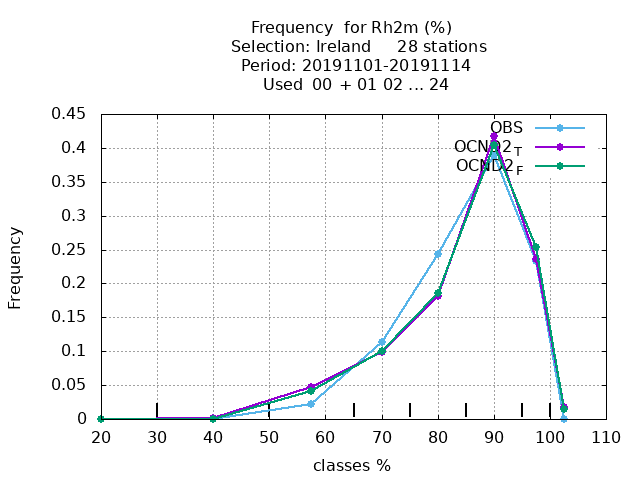 Frequency  for Rh2m (%)
Selection: Ireland     28 stations
Period: 20191101-20191114
Used  00 + 01 02 ... 24
0.45
0.4
0.35
0.3
0.25
0.2
0.15
0.1
0.05
0
Frequency
OBS
OCND2_T
OCND2_F
20 30 40 50 60 70 80 90 100 110
classes %